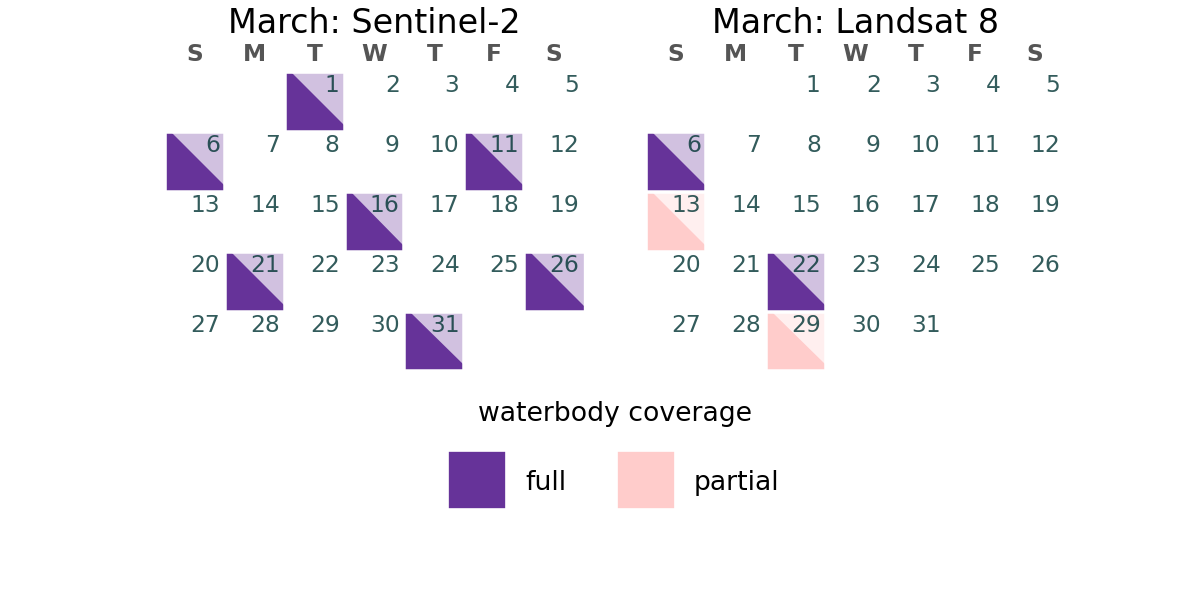 March: Sentinel-2
S M T W T F S
1 2 3 4 5
6 7 8 9 10 11 12
13 14 15 16 17 18 19
20 21 22 23 24 25 26
27 28 29 30 31
March: Landsat 8
S M T W T F S
1 2 3 4 5
6 7 8 9 10 11 12
13 14 15 16 17 18 19
20 21 22 23 24 25 26
27 28 29 30 31
waterbody coverage
full
partial